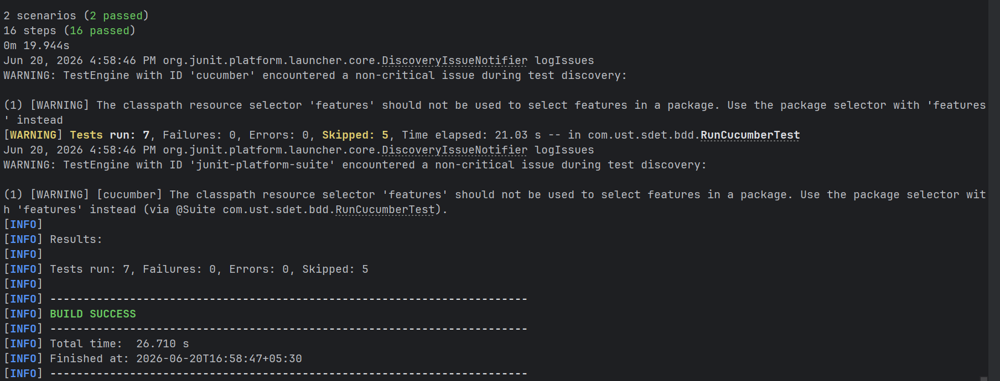 2 scenarios (2 passed)
16 steps (16 passed)
0m 19.944s
Jun 20, 2026 4:58:46 PM org.junit.platform.launcher.core.DiscoveryIssueNotifier logIssues
WARNING: TestEngine with ID 'cucumber' encountered a non-critical issue during test discovery:

(1) [WARNING] The classpath resource selector 'features' should not be used to select features in a package. Use the package selector with 'features
' instead
[WARNING] Tests run: 7, Failures: 0, Errors: 0, Skipped: 5, Time elapsed: 21.03 s -- in com.ust.sdet.bdd.RunCucumberTest
Jun 20, 2026 4:58:46 PM org.junit.platform.launcher.core.DiscoveryIssueNotifier logIssues
WARNING: TestEngine with ID 'junit-platform-suite' encountered a non-critical issue during test discovery:

(1) [WARNING] [cucumber] The classpath resource selector 'features' should not be used to select features in a package. Use the package selector wit
h 'features' instead (via @Suite com.ust.sdet.bdd.RunCucumberTest).
[INFO]
[INFO] Results:
[INFO]
[INFO] Tests run: 7, Failures: 0, Errors: 0, Skipped: 5
[INFO]
[INFO] ------------------------------------------------------------------------
[INFO] BUILD SUCCESS
[INFO] ------------------------------------------------------------------------
[INFO] Total time:  26.710 s
[INFO] Finished at: 2026-06-20T16:58:47+05:30
[INFO] ------------------------------------------------------------------------